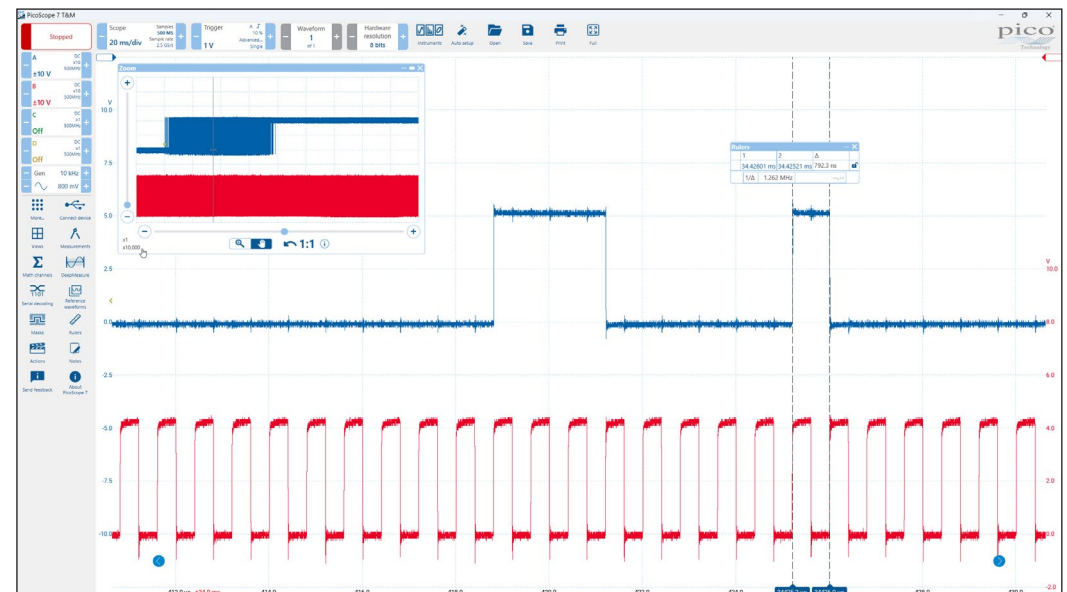 PicoScope 7 T&M
Stopped
Scope
20 ms/div
Samples
500 MS
Sample rate
2.5 GS/s
Trigger
1 V
A
10 %
Advanced...
Single
Waveform
1
of 1
Hardware
resolution
8 bits
Instruments
Auto setup
Open
Save
Print
Full
pico
Technology
A
DC
x10
500MHz
±10 V
B
DC
x10
500MHz
±10 V
C
DC
x1
500MHz
Off
D
DC
x1
500MHz
Off
Gen
10 kHz
800 mV
More...
Connect device
Views
Measurements
Math channels
DeepMeasure
Serial decoding
Reference
waveforms
Masks
Rulers
Actions
Notes
Send feedback
About
PicoScope 7
Zoom
x1
x10,000
1:1
Rulers
1 2 Δ
34.42601 ms 34.42521 ms 792.3 ns
1/Δ 1.262 MHz
V
10.0
7.5
5.0
2.5
0.0
-2.5
-5.0
-7.5
-10.0
V
10.0
8.0
6.0
4.0
2.0
0.0
-2.0